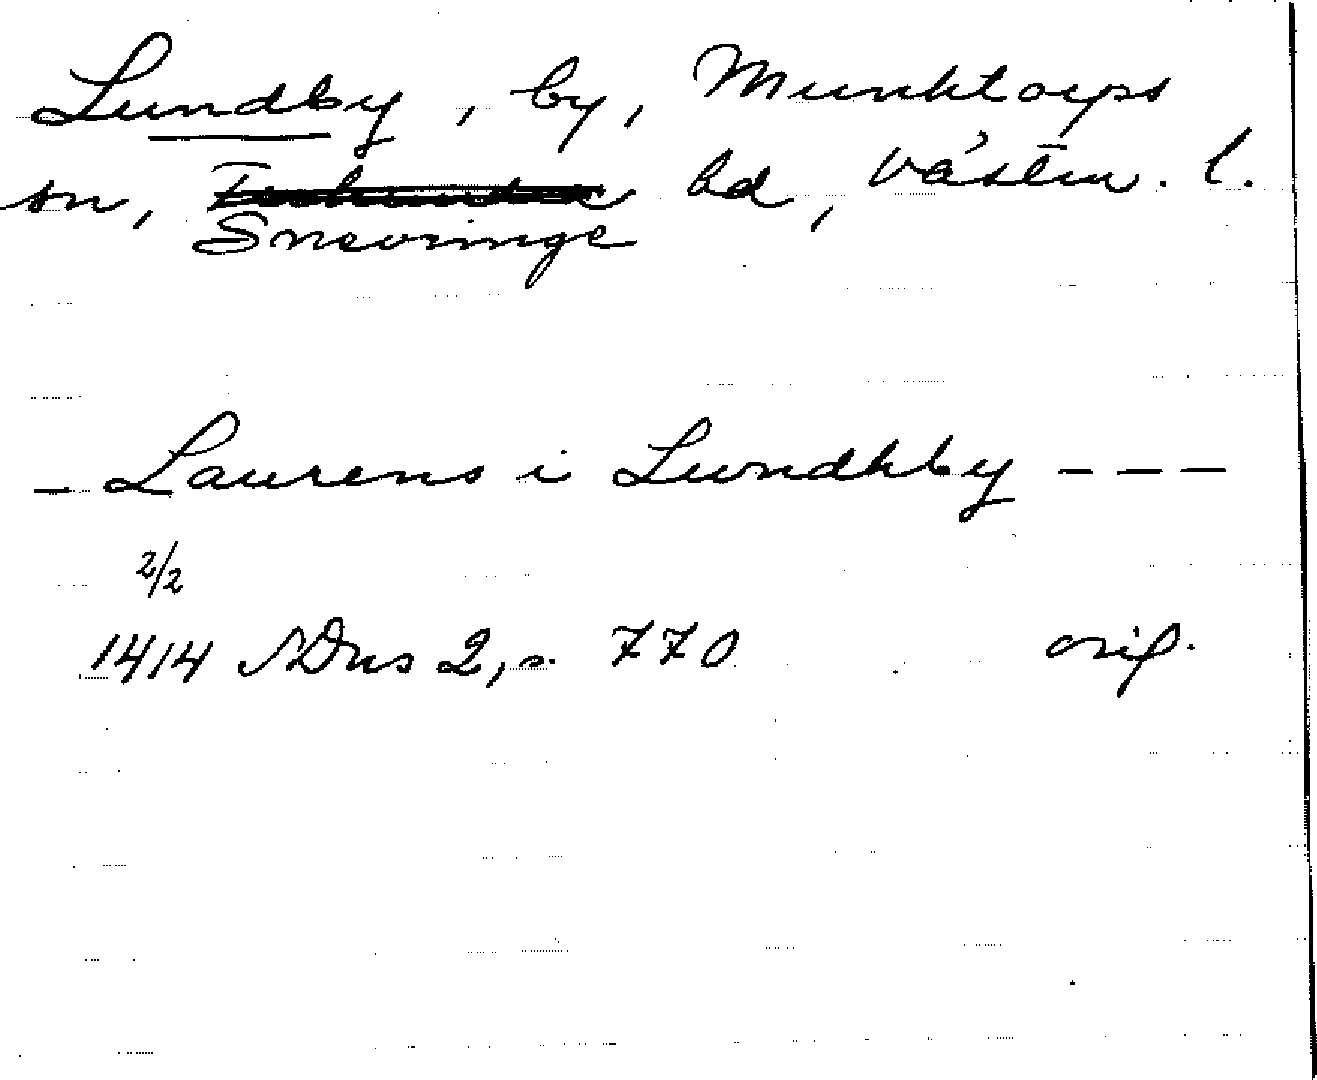 Lundby, by, Munktorps
sn, hd, Västm. l.
Snevringe
- Laurens i Lundhby - - -
2/2
1414 SDns 2, s. 770 orig.